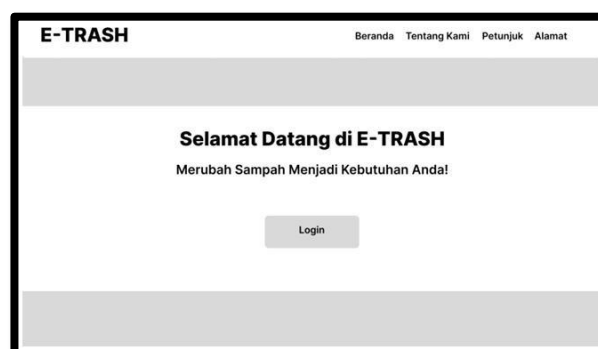 E-TRASH
Beranda Tentang Kami Petunjuk Alamat
Selamat Datang di E-TRASH
Merubah Sampah Menjadi Kebutuhan Anda!
Login